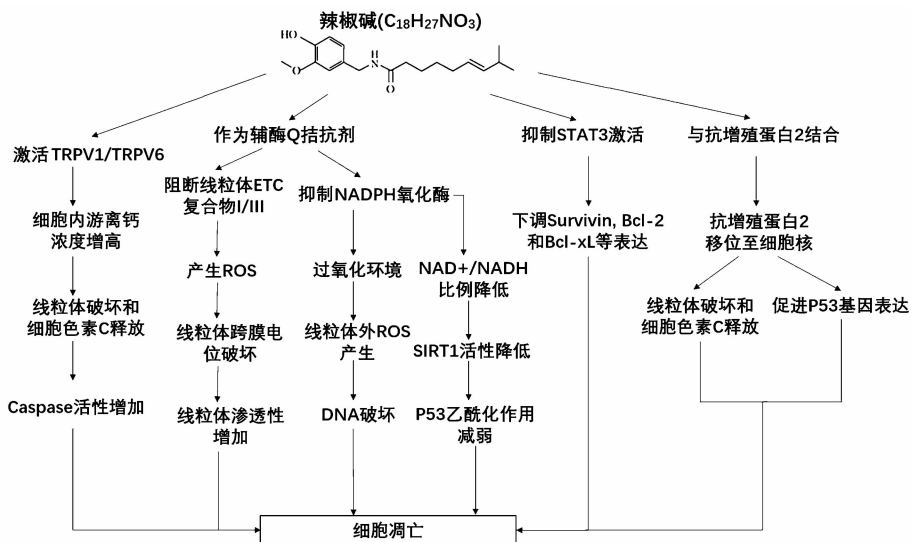 辣椒碱(C₁₈H₂₇NO₃)
HO
O
H
N
O
激活TRPV1/TRPV6
细胞内游离钙
浓度增高
线粒体破坏和
细胞色素C释放
Caspase活性增加
作为辅酶Q拮抗剂
阻断线粒体ETC
复合物I/III
产生ROS
线粒体跨膜电
位破坏
线粒体渗透性
增加
抑制NADPH氧化酶
过氧化环境
线粒体外ROS
产生
DNA破坏
NAD+/NADH
比例降低
SIRT1活性降低
P53乙酰化作用
减弱
抑制STAT3激活
下调Survivin, Bcl-2
和Bcl-xL等表达
与抗增殖蛋白2结合
抗增殖蛋白2
移位至细胞核
线粒体破坏和
细胞色素C释放
促进P53基因表达
细胞凋亡